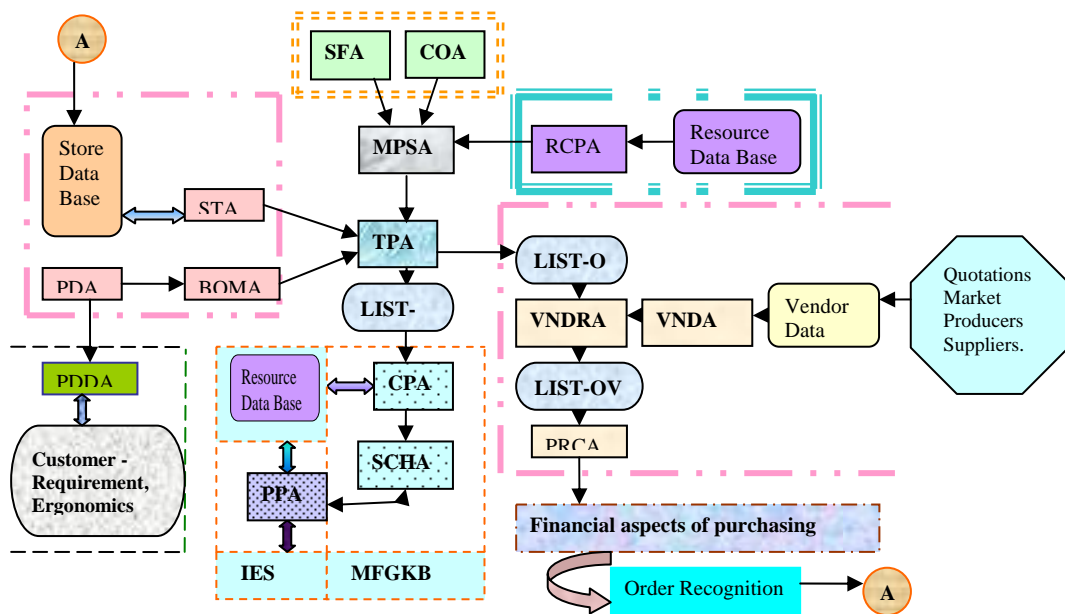 A
SFA
COA
MPSA
RCPA
Resource
Data Base
Store
Data
Base
STA
TPA
PDA
BOMA
LIST-O
LIST-
VNDRA
VNDA
Vendor
Data
Quotations
Market
Producers
Suppliers.
PDDA
Resource
Data Base
CPA
LIST-OV
SCHA
PRCA
Customer -
Requirement,
Ergonomics
PPA
Financial aspects of purchasing
IES
MFGKB
Order Recognition
A